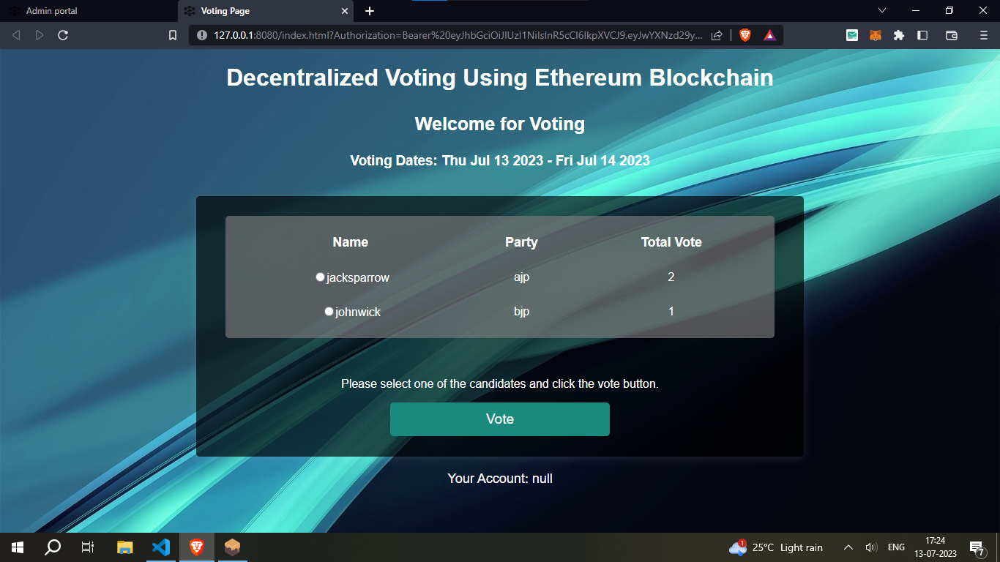 Admin portal
Voting Page
127.0.0.1:8080/index.html?Authorization=Bearer%20eyJhbGciOiJIUzI1NiIsInR5cCI6IkpXVCJ9.eyJwYXNzd29y...
Decentralized Voting Using Ethereum Blockchain
Welcome for Voting
Voting Dates: Thu Jul 13 2023 - Fri Jul 14 2023
Name Party Total Vote
jacksparrow ajp 2
johnwick bjp 1
Please select one of the candidates and click the vote button.
Vote
Your Account: null
1
25°C Light rain
ENG
17:24
13-07-2023
7